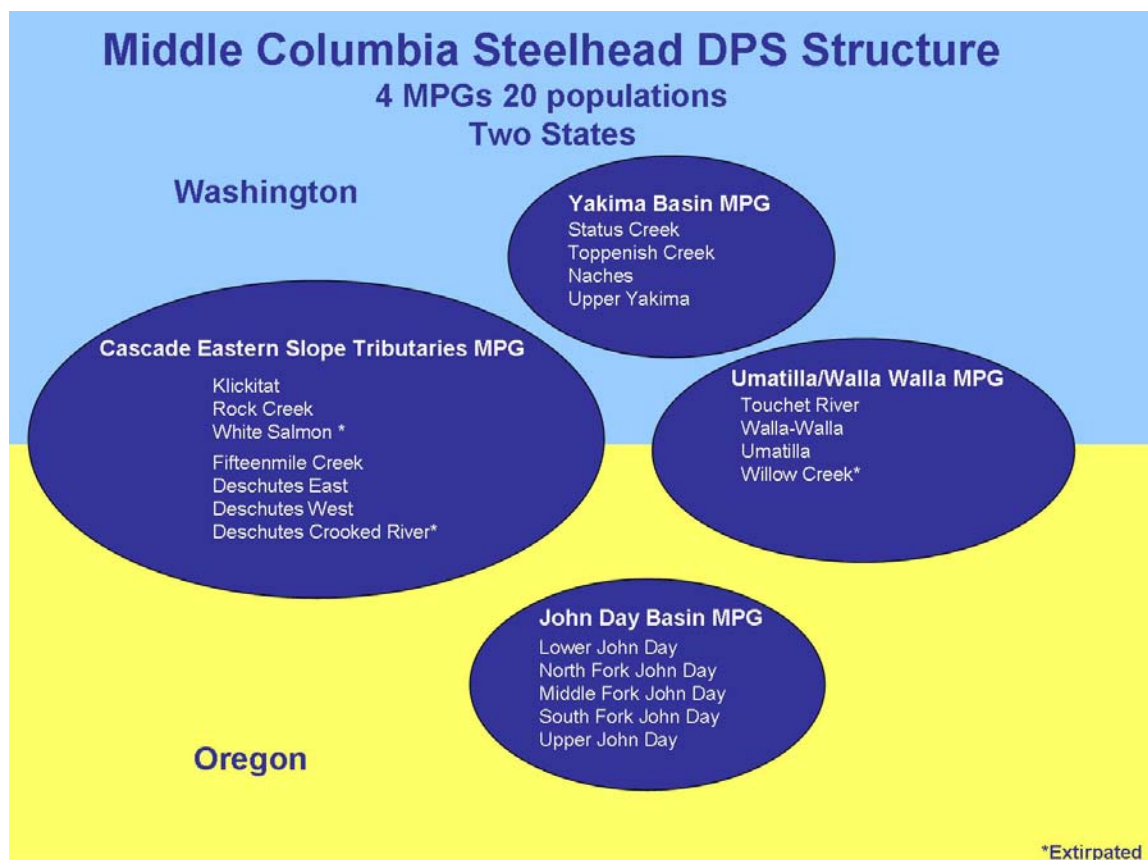 Middle Columbia Steelhead DPS Structure
4 MPGs 20 populations
Two States
Washington
Yakima Basin MPG
Status Creek
Toppenish Creek
Naches
Upper Yakima
Cascade Eastern Slope Tributaries MPG
Klickitat
Rock Creek
White Salmon *
Fifteenmile Creek
Deschutes East
Deschutes West
Deschutes Crooked River*
Umatilla/Walla Walla MPG
Touchet River
Walla-Walla
Umatilla
Willow Creek*
John Day Basin MPG
Lower John Day
North Fork John Day
Middle Fork John Day
South Fork John Day
Upper John Day
Oregon
*Extirpated